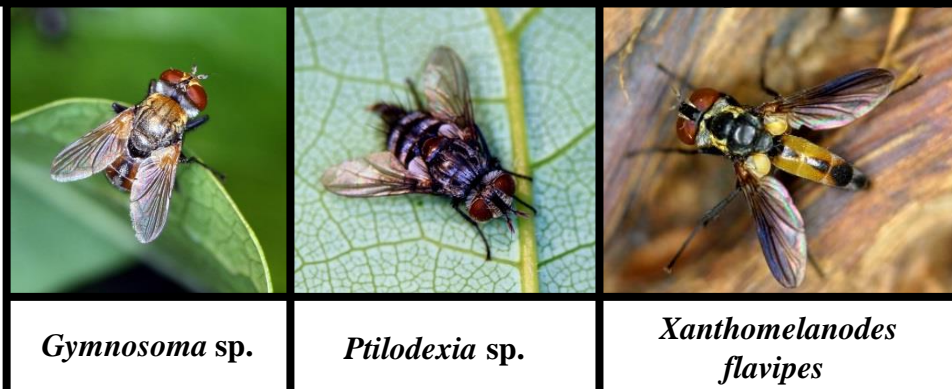 Gymnosoma sp.
Ptilodexia sp.
Xanthomelanodes
flavipes